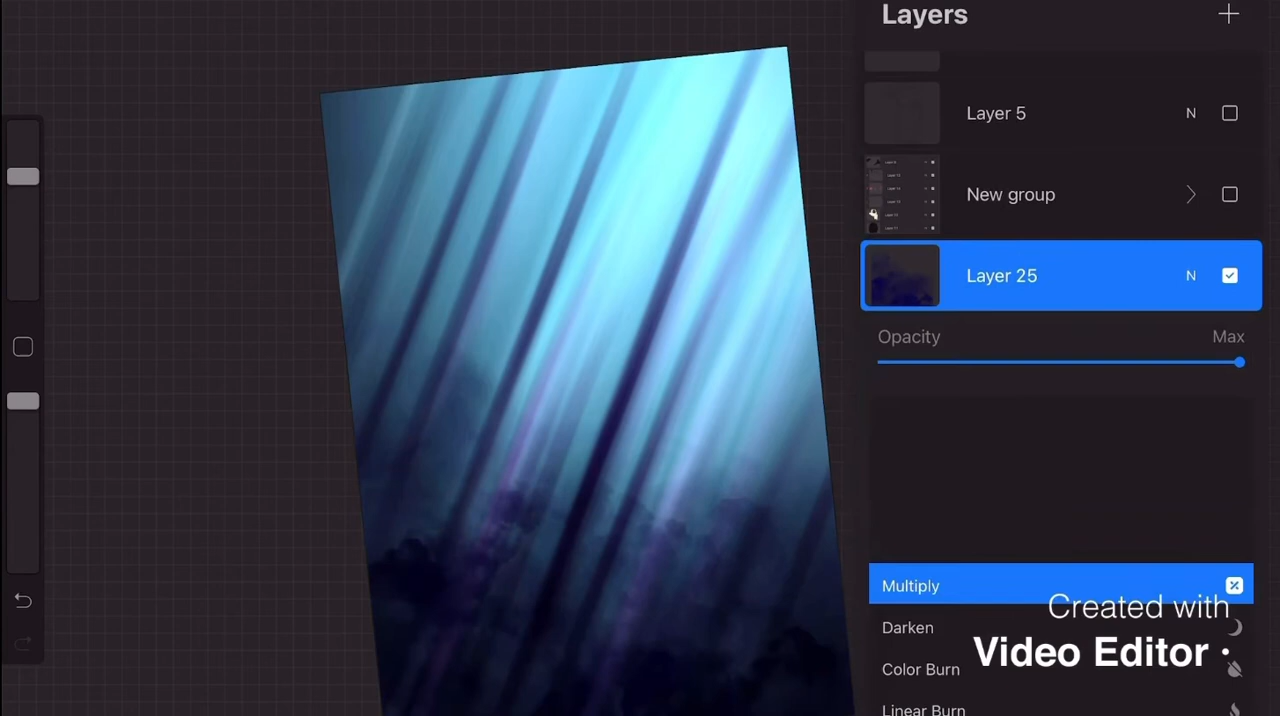 Layers
Layer 5 N
New group
Layer 25 N
Opacity Max
Multiply
Created with
Darken
Video Editor
Color Burn
Linear Burn